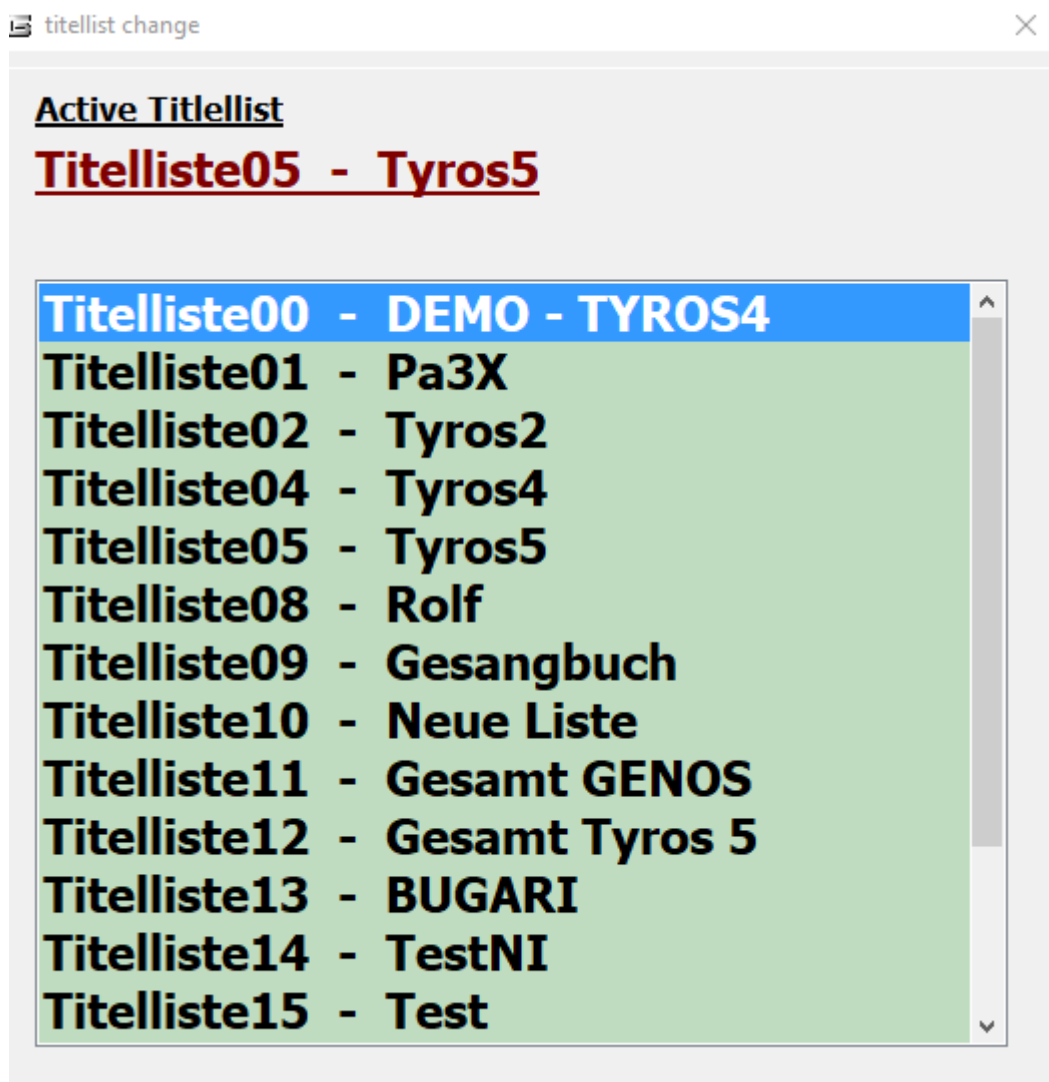 titellist change
Active Titlellist
Titelliste05 - Tyros5
Titelliste00 - DEMO - TYROS4
Titelliste01 - Pa3X
Titelliste02 - Tyros2
Titelliste04 - Tyros4
Titelliste05 - Tyros5
Titelliste08 - Rolf
Titelliste09 - Gesangbuch
Titelliste10 - Neue Liste
Titelliste11 - Gesamt GENOS
Titelliste12 - Gesamt Tyros 5
Titelliste13 - BUGARI
Titelliste14 - TestNI
Titelliste15 - Test